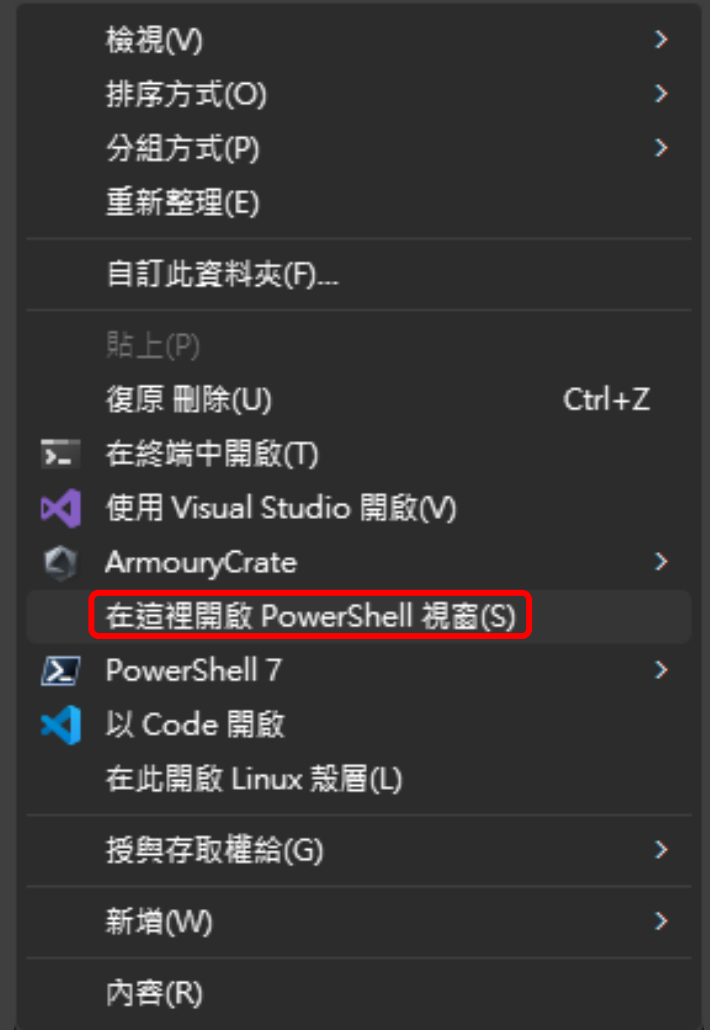 檢視(V)
排序方式(O)
分組方式(P)
重新整理(E)
自訂此資料夾(F)...
貼上(P)
復原 刪除(U) Ctrl+Z
在終端中開啟(T)
使用 Visual Studio 開啟(V)
ArmouryCrate
在這裡開啟 PowerShell 視窗(S)
PowerShell 7
以 Code 開啟
在此開啟 Linux 殼層(L)
授與存取權給(G)
新增(W)
內容(R)